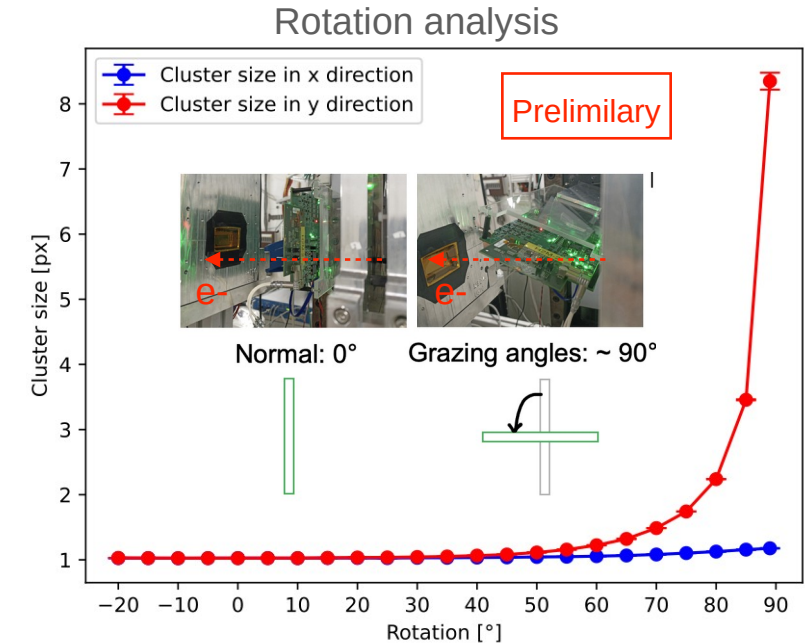 Rotation analysis
Cluster size in x direction
Cluster size in y direction
Prelimilary
8
7
6
5
4
3
2
1
Cluster size [px]
e-
e-
Normal: 0°
Grazing angles: ~ 90°
−20 −10 0 10 20 30 40 50 60 70 80 90
Rotation [°]